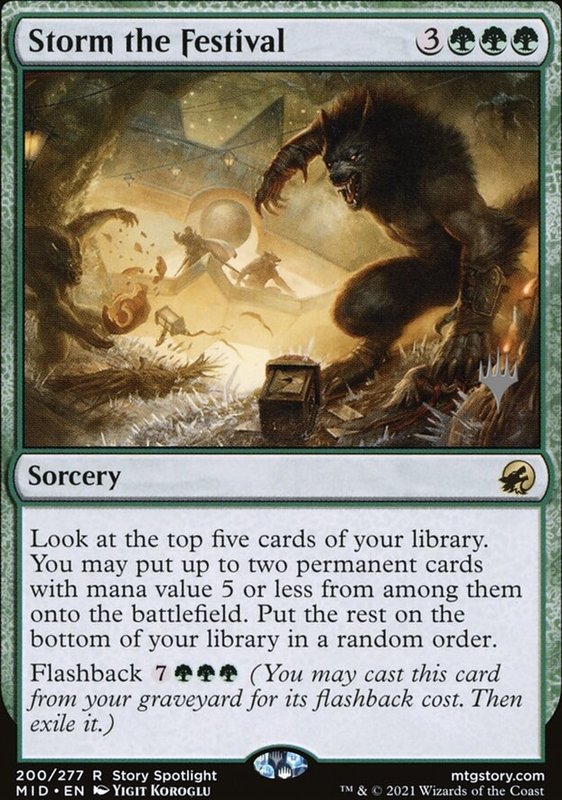 Storm the Festival 3
Sorcery
Look at the top five cards of your library.
You may put up to two permanent cards
with mana value 5 or less from among them
onto the battlefield. Put the rest on the
bottom of your library in a random order.
Flashback 7 (You may cast this card
from your graveyard for its flashback cost. Then
exile it.)
200/277 R Story Spotlight mtgstory.com
MID • EN YIGIT KOROGLU ™ & © 2021 Wizards of the Coast